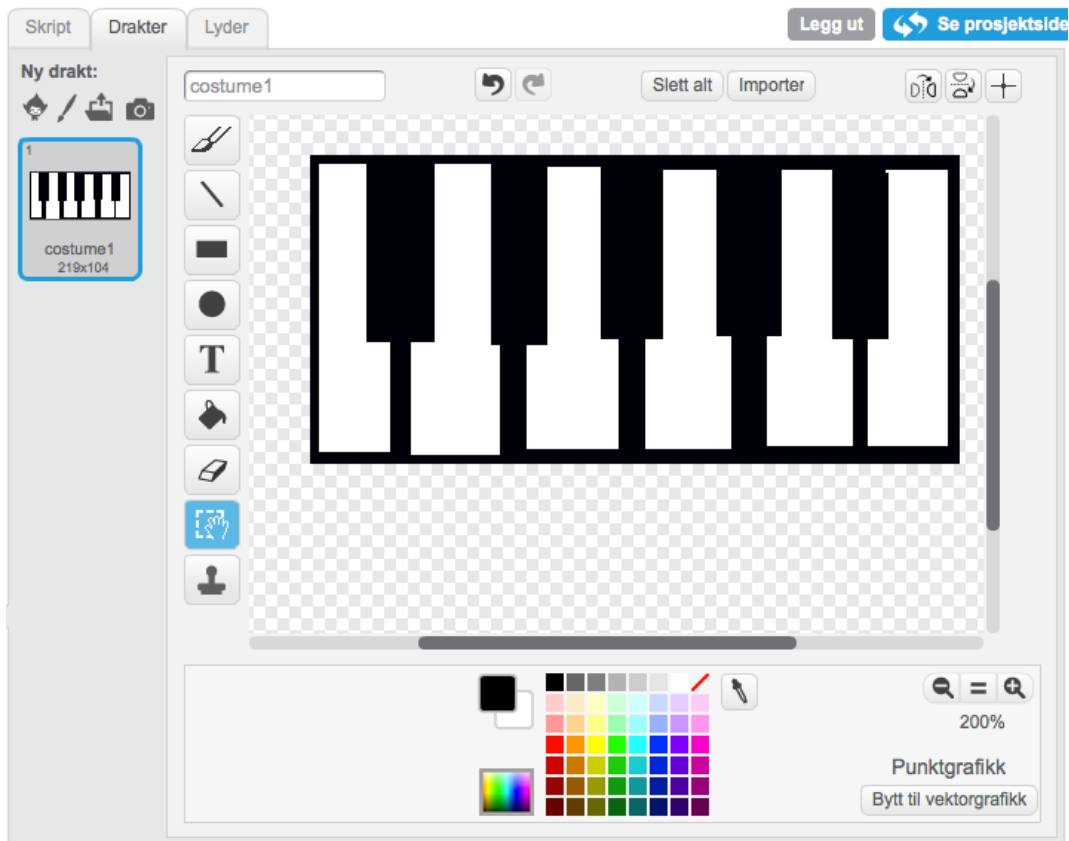 Skript Drakter Lyder
Legg ut
Se prosjektside
Ny drakt:
1
costume1
219x104
costume1
Slett alt
Importer
T
200%
Punktgrafikk
Bytt til vektorgrafikk